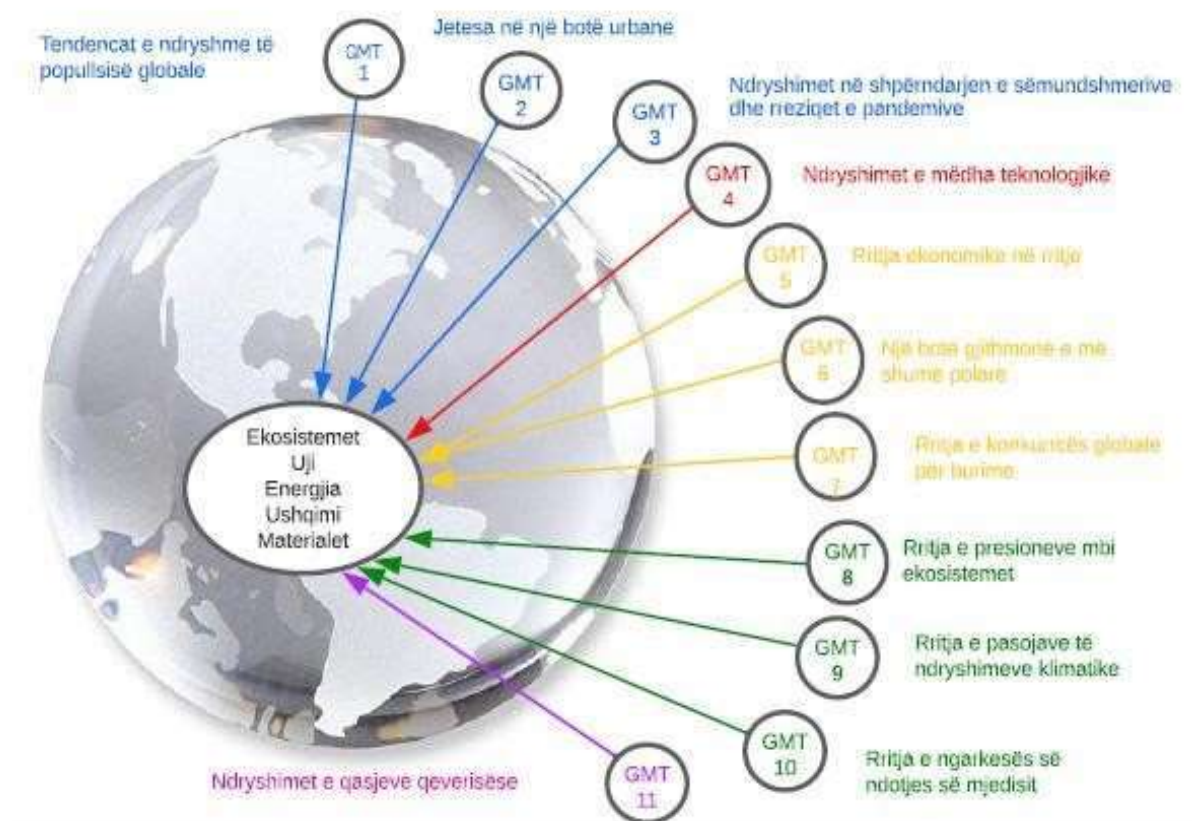 Tendencat e ndryshme të
popullsisë globale
GMT
1
Jetesa në një botë urbane
GMT
2
Ndryshimet në shpërndarjen e sëmundshmerive
dhe rreziqet e pandemive
GMT
3
Ndryshimet e mëdha teknologjike
GMT
4
Rritja ekonomike në rritje
GMT
5
Një botë gjithmonë e më
shumë polare
GMT
6
Rritja e konkurrcës globale
për burime
GMT
7
Rritja e presioneve mbi
ekosistemet
GMT
8
Rritja e pasojave të
ndryshimeve klimatike
GMT
9
Rritja e ngarkesës së
ndotjes së mjedisit
GMT
10
Ndryshimet e qasjeve qeverisëse
GMT
11
Ekosistemet
Uji
Energjia
Ushqimi
Materialet